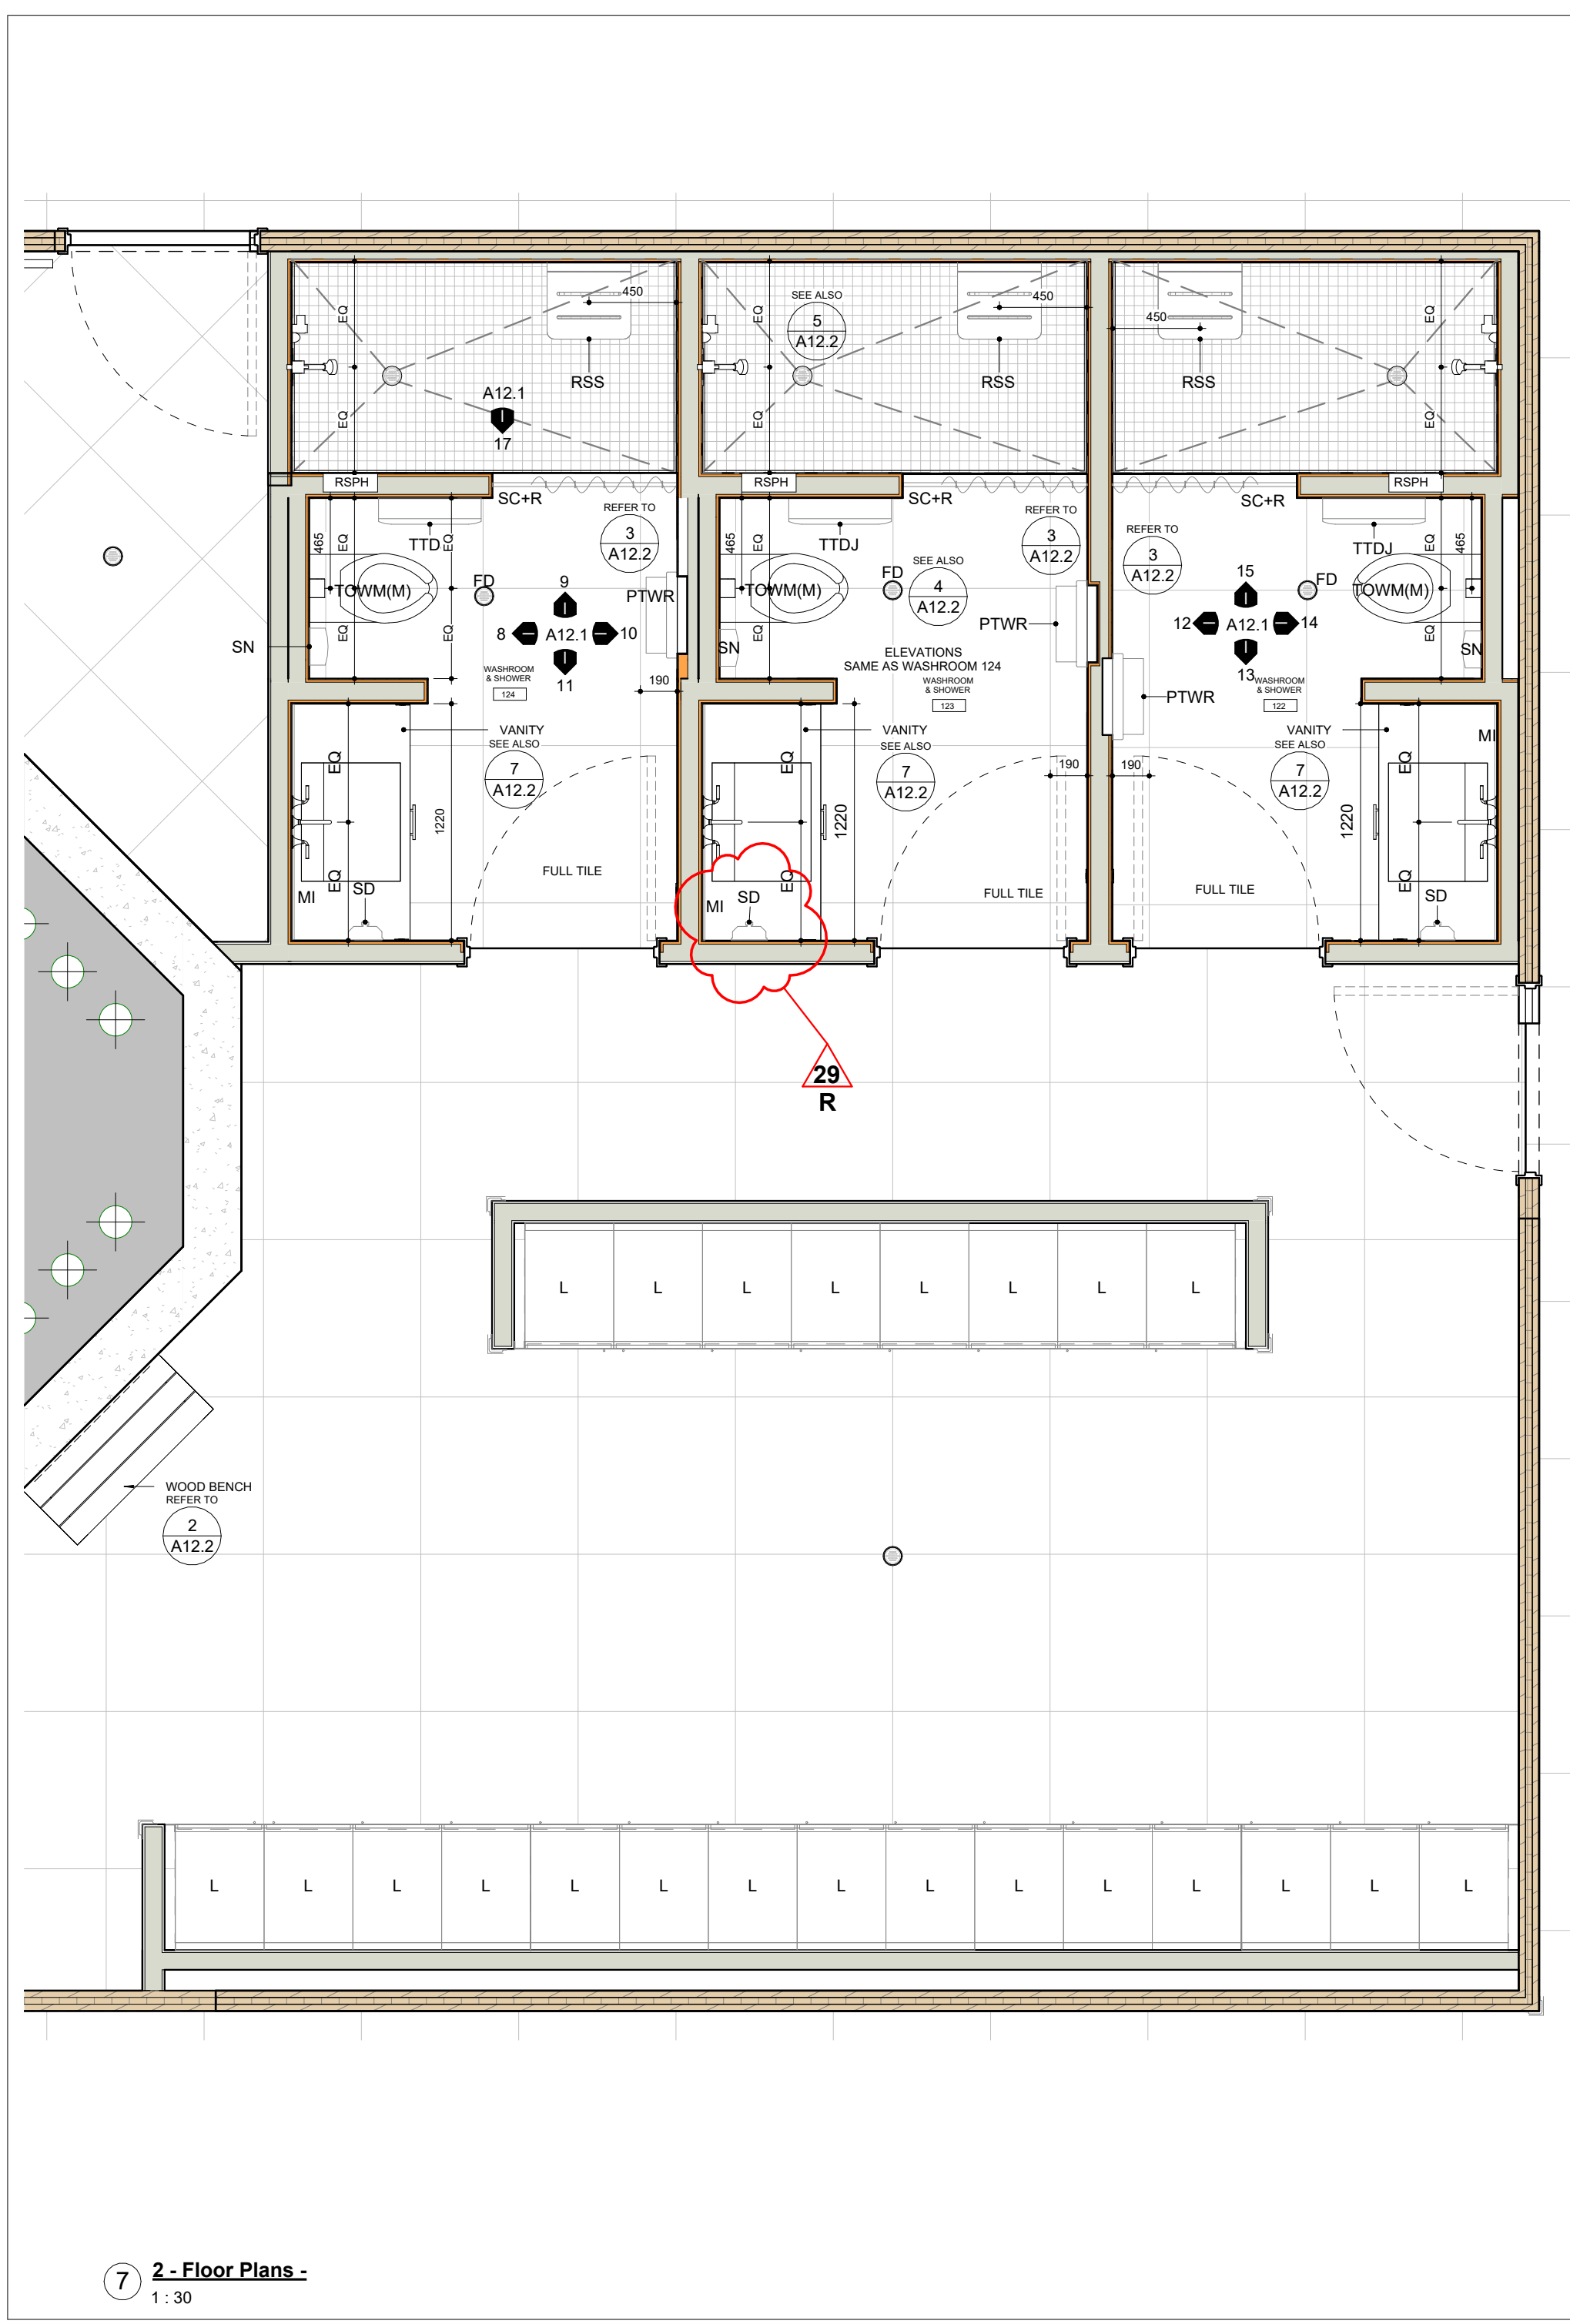 450
SEE ALSO
5
A12.2
450
450
EQ
EQ
EQ
EQ
EQ
EQ
RSS
RSS
RSS
A12.1
17
RSPH
RSPH
RSPH
SC+R
SC+R
SC+R
REFER TO
3
A12.2
REFER TO
3
A12.2
REFER TO
3
A12.2
465
EQ
EQ
465
EQ
EQ
465
TTD
TTDJ
TTDJ
SEE ALSO
4
A12.2
FD
FD
FD
TOWM(M)
TOWM(M)
TOWM(M)
PTWR
PTWR
PTWR
9
8
A12.1
10
11
15
12
A12.1
14
13
EQ
EQ
EQ
EQ
SN
SN
SN
ELEVATIONS
SAME AS WASHROOM 124
WASHROOM
& SHOWER
124
WASHROOM
& SHOWER
123
WASHROOM
& SHOWER
122
190
190
190
VANITY
SEE ALSO
7
A12.2
VANITY
SEE ALSO
7
A12.2
VANITY
SEE ALSO
7
A12.2
MI
EQ
EQ
EQ
1220
1220
1220
EQ
EQ
EQ
FULL TILE
FULL TILE
FULL TILE
MI
SD
MI
SD
SD
29
R
L L L L L L L L
WOOD BENCH
REFER TO
2
A12.2
L L L L L L L L L L L L L L L
7
2 - Floor Plans -
1 : 30